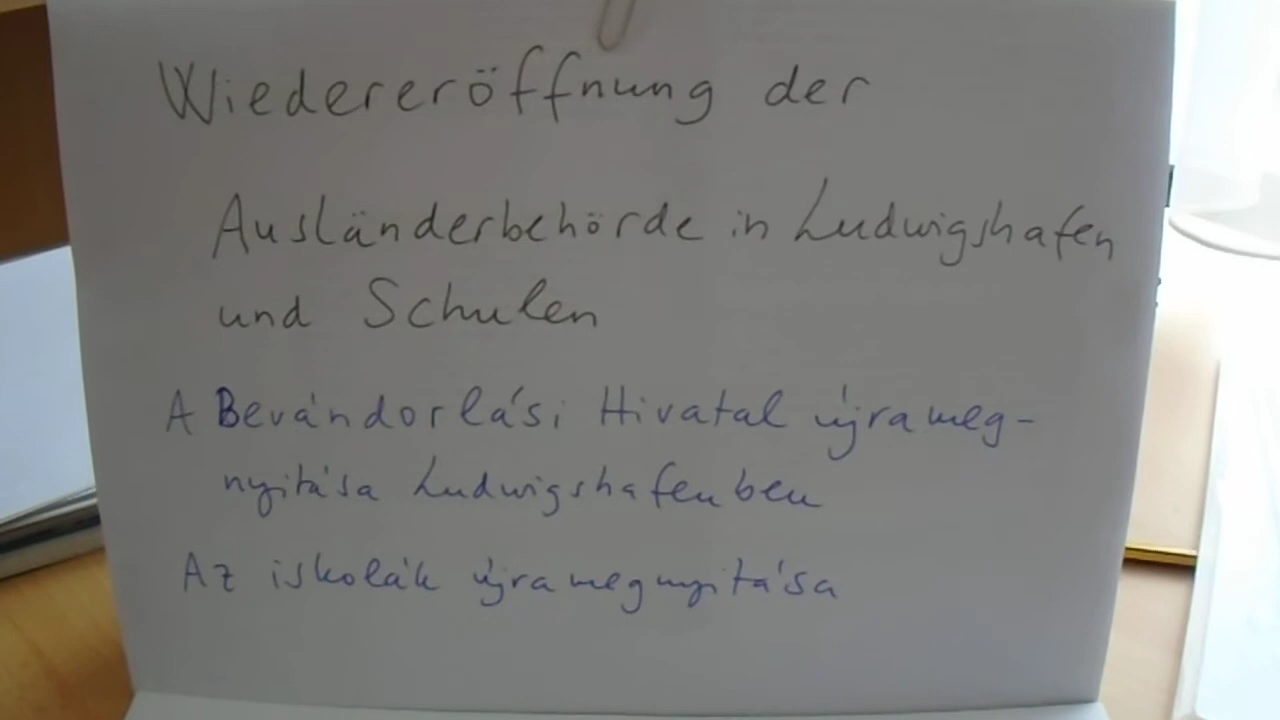 Wiedereröffnung der
Ausländerbehörde in Ludwigshafen
und Schulen
A Bevándorlási Hivatal újrameg-
nyitása Ludwigshafenben
Az iskolák újramegnyitása